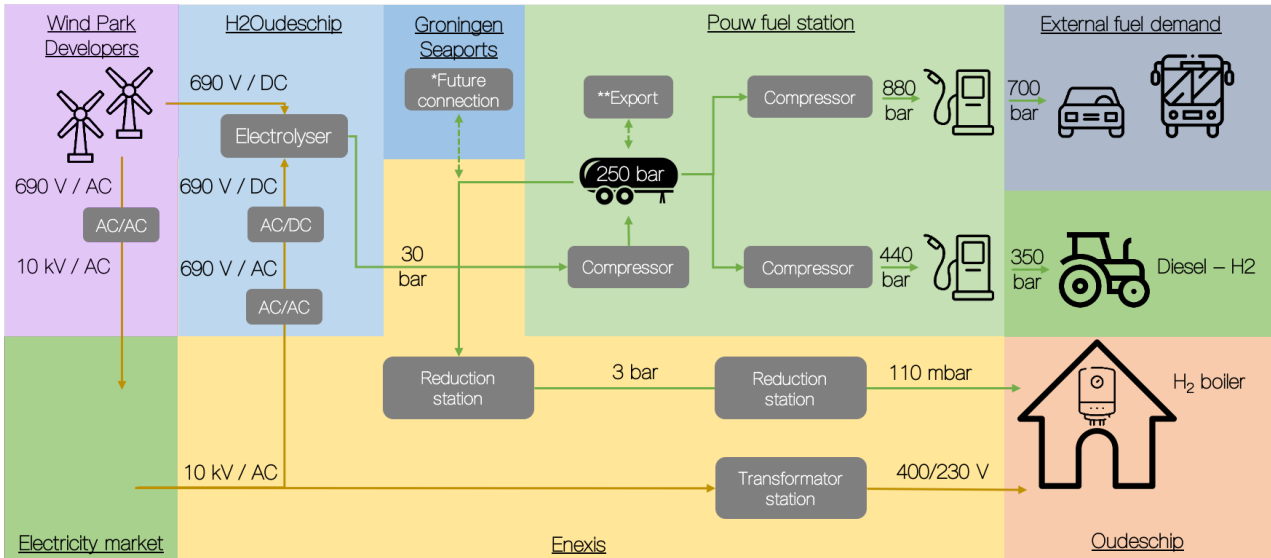 Wind Park
Developers
H2Oudeschip
Groningen
Seaports
Pouw fuel station
External fuel demand
690 V / DC
*Future
connection
**Export
Compressor
880
bar
700
bar
Electrolyser
250 bar
690 V / AC
690 V / DC
AC/AC
AC/DC
10 kV / AC
690 V / AC
30
bar
Compressor
Compressor
440
bar
350
bar
Diesel – H2
AC/AC
Reduction
station
3 bar
Reduction
station
110 mbar
H₂ boiler
10 kV / AC
Transformator
station
400/230 V
Electricity market
Enexis
Oudeschip